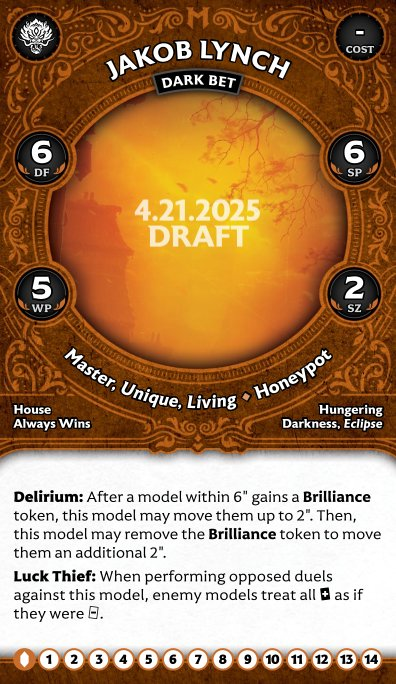 M
JAKOB LYNCH
DARK BET
-
COST
6
DF
6
SP
4.21.2025
DRAFT
5
WP
2
SZ
Master, Unique, Living ♦ Honeypot
House
Always Wins
Hungering
Darkness, Eclipse
Delirium: After a model within 6" gains a Brilliance
token, this model may move them up to 2". Then,
this model may remove the Brilliance token to move
them an additional 2".
Luck Thief: When performing opposed duels
against this model, enemy models treat all + as if
they were -.
1 2 3 4 5 6 7 8 9 10 11 12 13 14